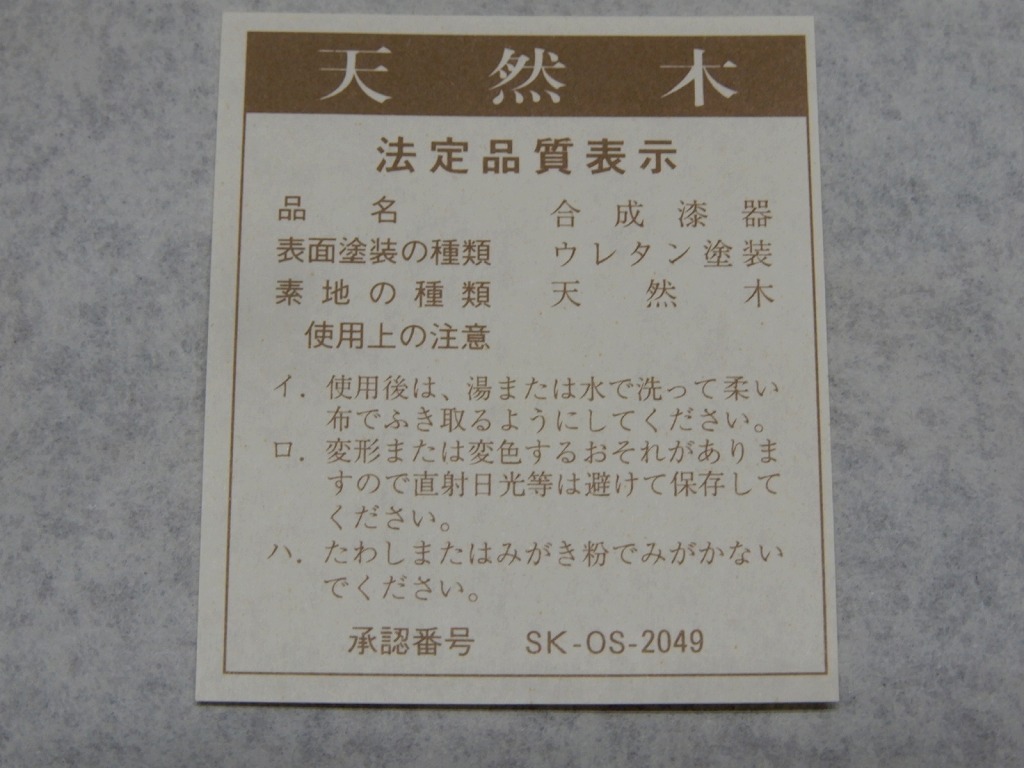 天然木
法定品質表示
品名 合成漆器
表面塗装の種類 ウレタン塗装
素地の種類 天然木
使用上の注意
イ．使用後は、湯または水で洗って柔い
布でふき取るようにしてください。
ロ．変形または変色するおそれがありま
すので直射日光等は避けて保存して
ください。
ハ．たわしまたはみがき粉でみがかない
でください。
承認番号 SK-OS-2049